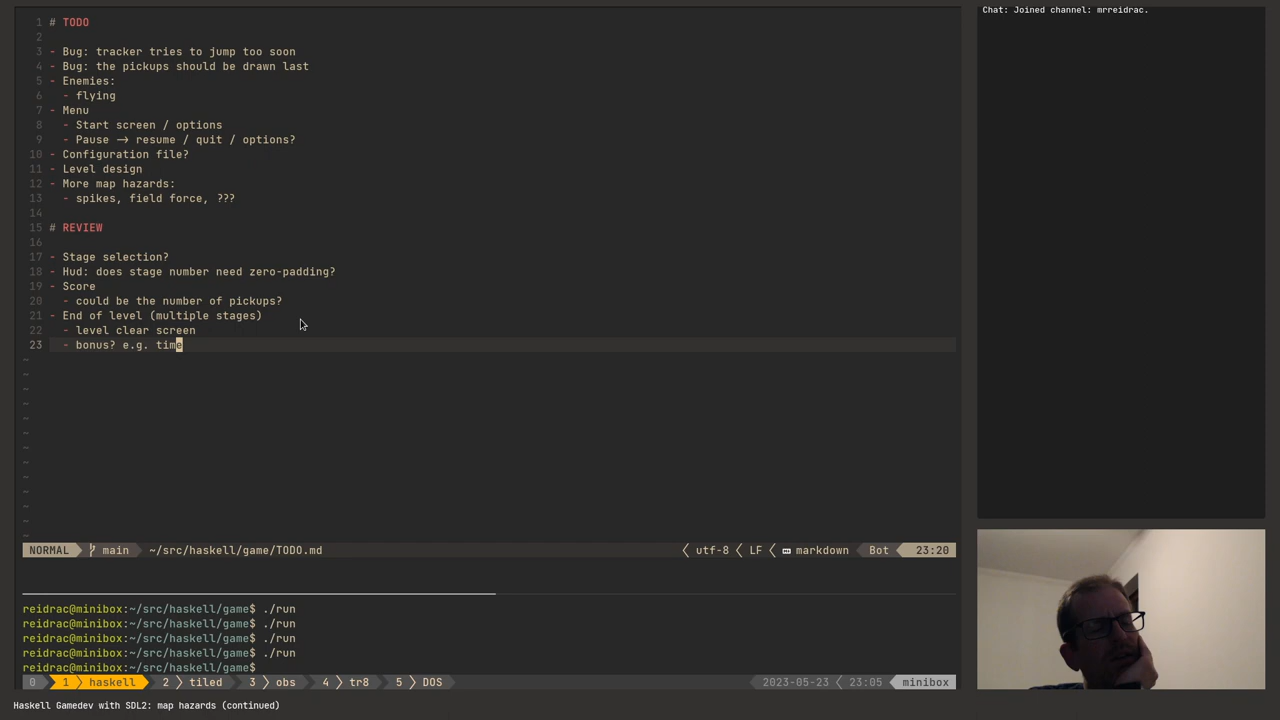 1 # TODO
2
3 - Bug: tracker tries to jump too soon
4 - Bug: the pickups should be drawn last
5 - Enemies:
6   - flying
7 - Menu
8   - Start screen / options
9   - Pause → resume / quit / options?
10 - Configuration file?
11 - Level design
12 - More map hazards:
13   - spikes, field force, ???
14
15 # REVIEW
16
17 - Stage selection?
18 - Hud: does stage number need zero-padding?
19 - Score
20   - could be the number of pickups?
21 - End of level (multiple stages)
22   - level clear screen
23   - bonus? e.g. time
~
~
~
~
~
~
~
~
~
~
~
~
~
NORMAL main ~/src/haskell/game/TODO.md utf-8 LF markdown Bot 23:20
reidrac@minibox:~/src/haskell/game$ ./run
reidrac@minibox:~/src/haskell/game$ ./run
reidrac@minibox:~/src/haskell/game$ ./run
reidrac@minibox:~/src/haskell/game$ ./run
reidrac@minibox:~/src/haskell/game$
0 1 haskell 2 tiled 3 obs 4 tr8 5 DOS 2023-05-23 23:05 minibox
Chat: Joined channel: mrreidrac.
Haskell Gamedev with SDL2: map hazards (continued)